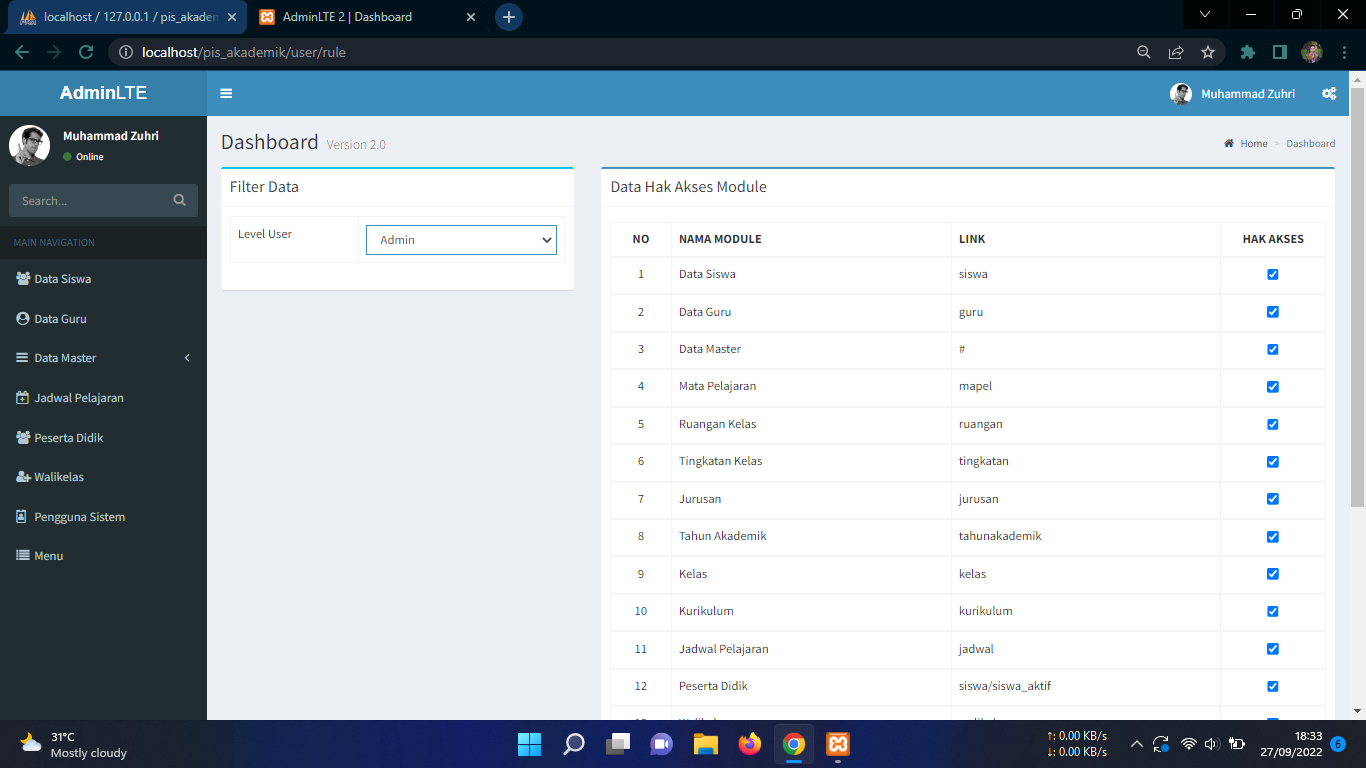 localhost / 127.0.0.1 / pis_akadem
AdminLTE 2 | Dashboard
localhost/pis_akademik/user/rule
AdminLTE
Muhammad Zuhri
Muhammad Zuhri
Online
Search...
MAIN NAVIGATION
Data Siswa
Data Guru
Data Master
Jadwal Pelajaran
Peserta Didik
Walikelas
Pengguna Sistem
Menu
Dashboard Version 2.0
Home > Dashboard
Filter Data
Level User
Admin
Data Hak Akses Module
NO NAMA MODULE LINK HAK AKSES
1 Data Siswa siswa
2 Data Guru guru
3 Data Master #
4 Mata Pelajaran mapel
5 Ruangan Kelas ruangan
6 Tingkatan Kelas tingkatan
7 Jurusan jurusan
8 Tahun Akademik tahunakademik
9 Kelas kelas
10 Kurikulum kurikulum
11 Jadwal Pelajaran jadwal
12 Peserta Didik siswa/siswa_aktif
31°C
Mostly cloudy
↑: 0.00 KB/s
↓: 0.00 KB/s
18:33
27/09/2022
6